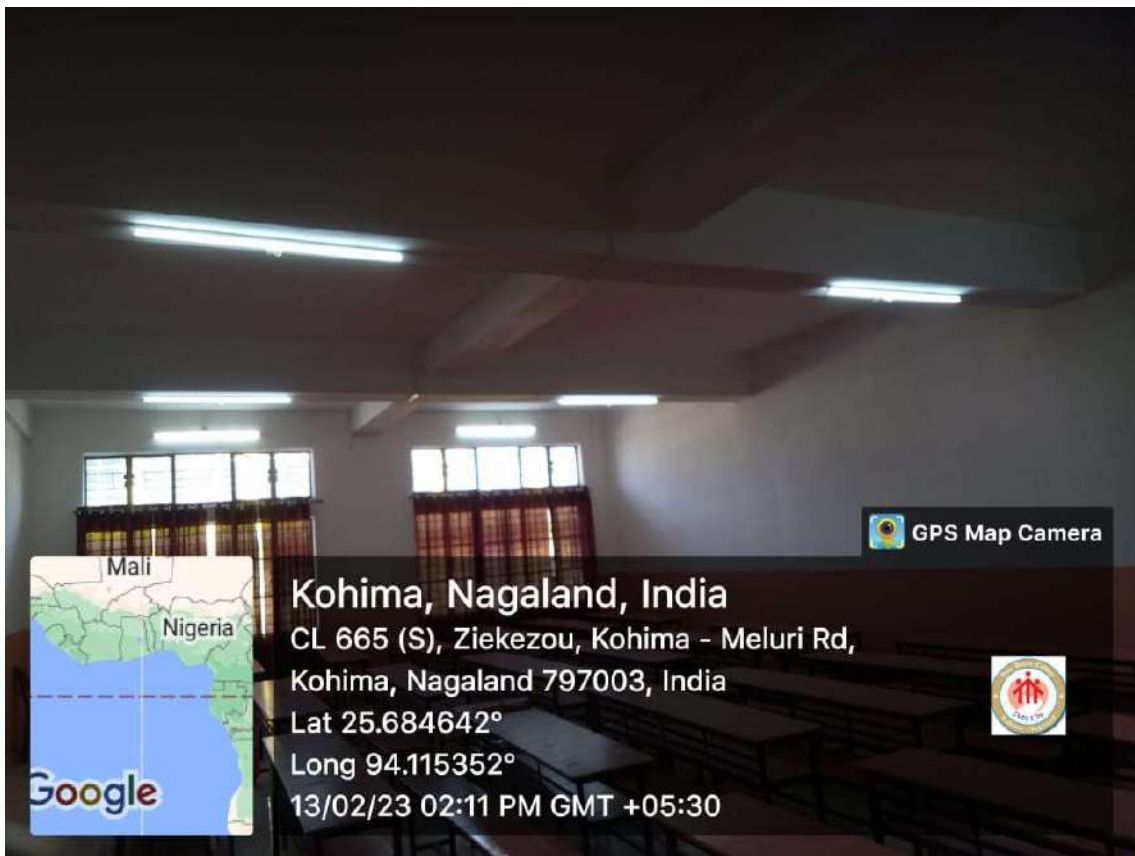 GPS Map Camera
Mali
Nigeria
Google
Kohima, Nagaland, India
CL 665 (S), Ziekezou, Kohima - Meluri Rd,
Kohima, Nagaland 797003, India
Lat 25.684642°
Long 94.115352°
13/02/23 02:11 PM GMT +05:30